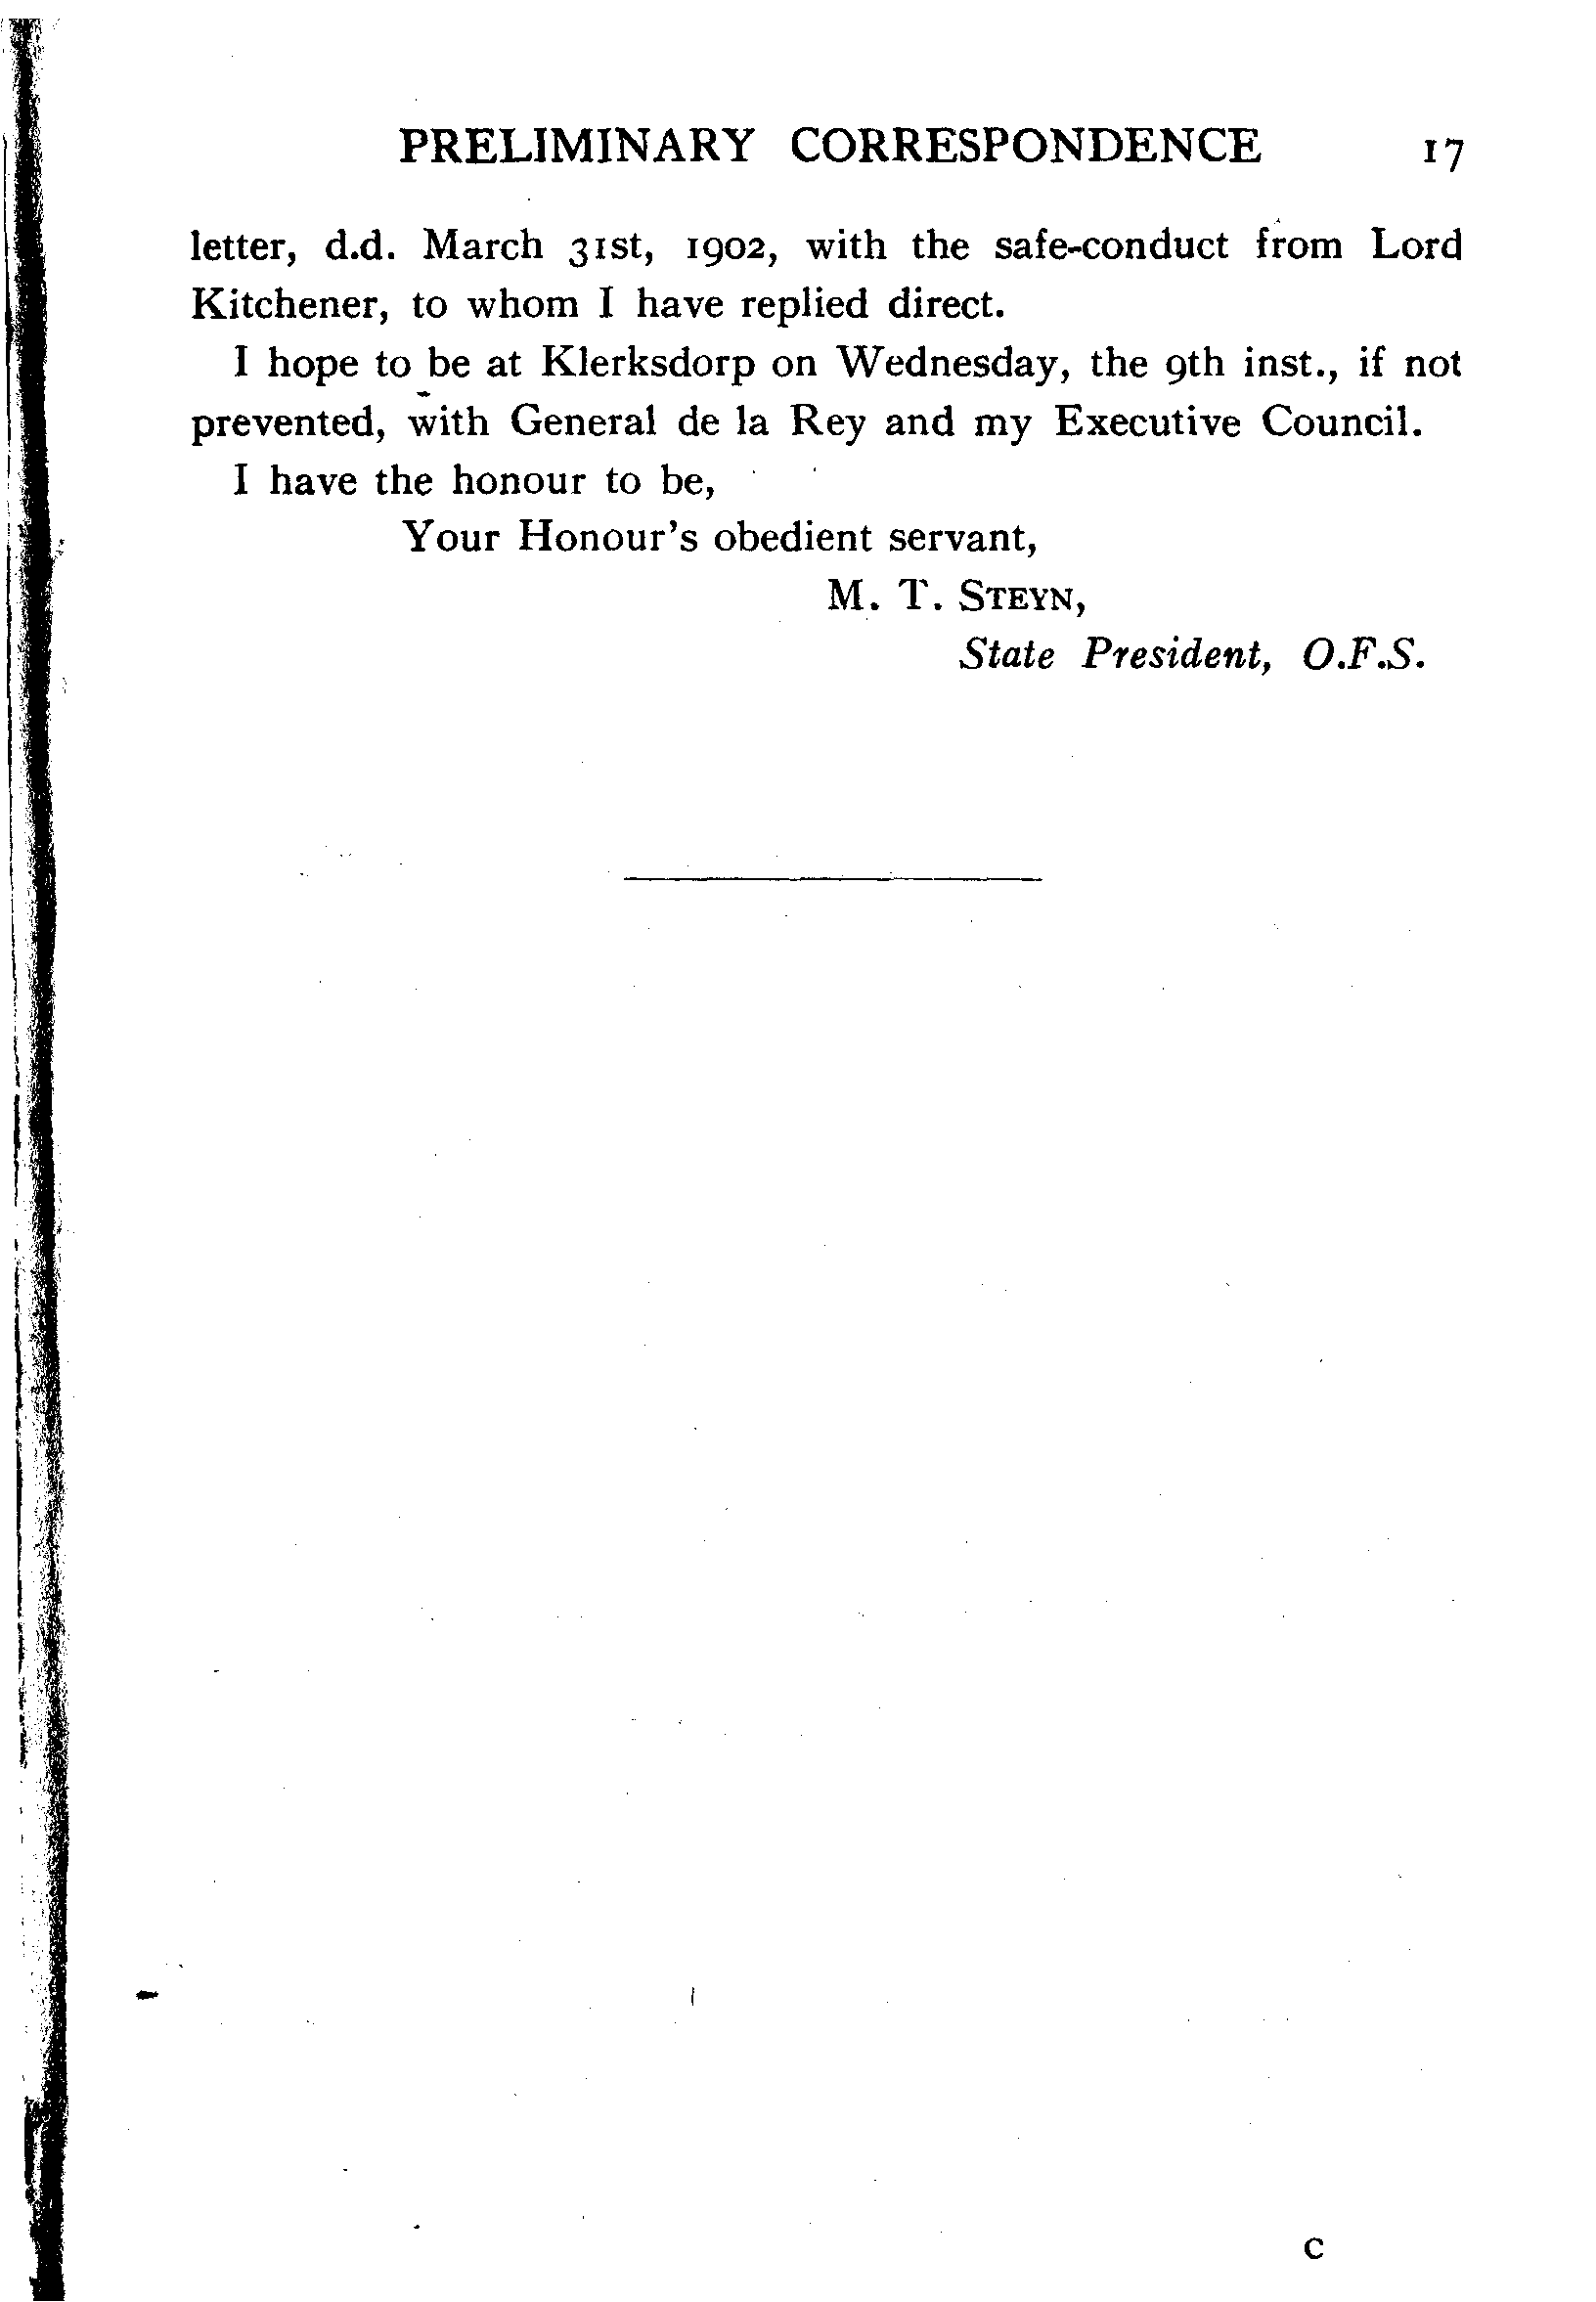 PRELIMINARY CORRESPONDENCE 17
letter, d.d. March 31st, 1902, with the safe-conduct from Lord
Kitchener, to whom I have replied direct.
I hope to be at Klerksdorp on Wednesday, the 9th inst., if not
prevented, with General de la Rey and my Executive Council.
I have the honour to be,
Your Honour's obedient servant,
M. T. STEYN,
State President, O.F.S.
C